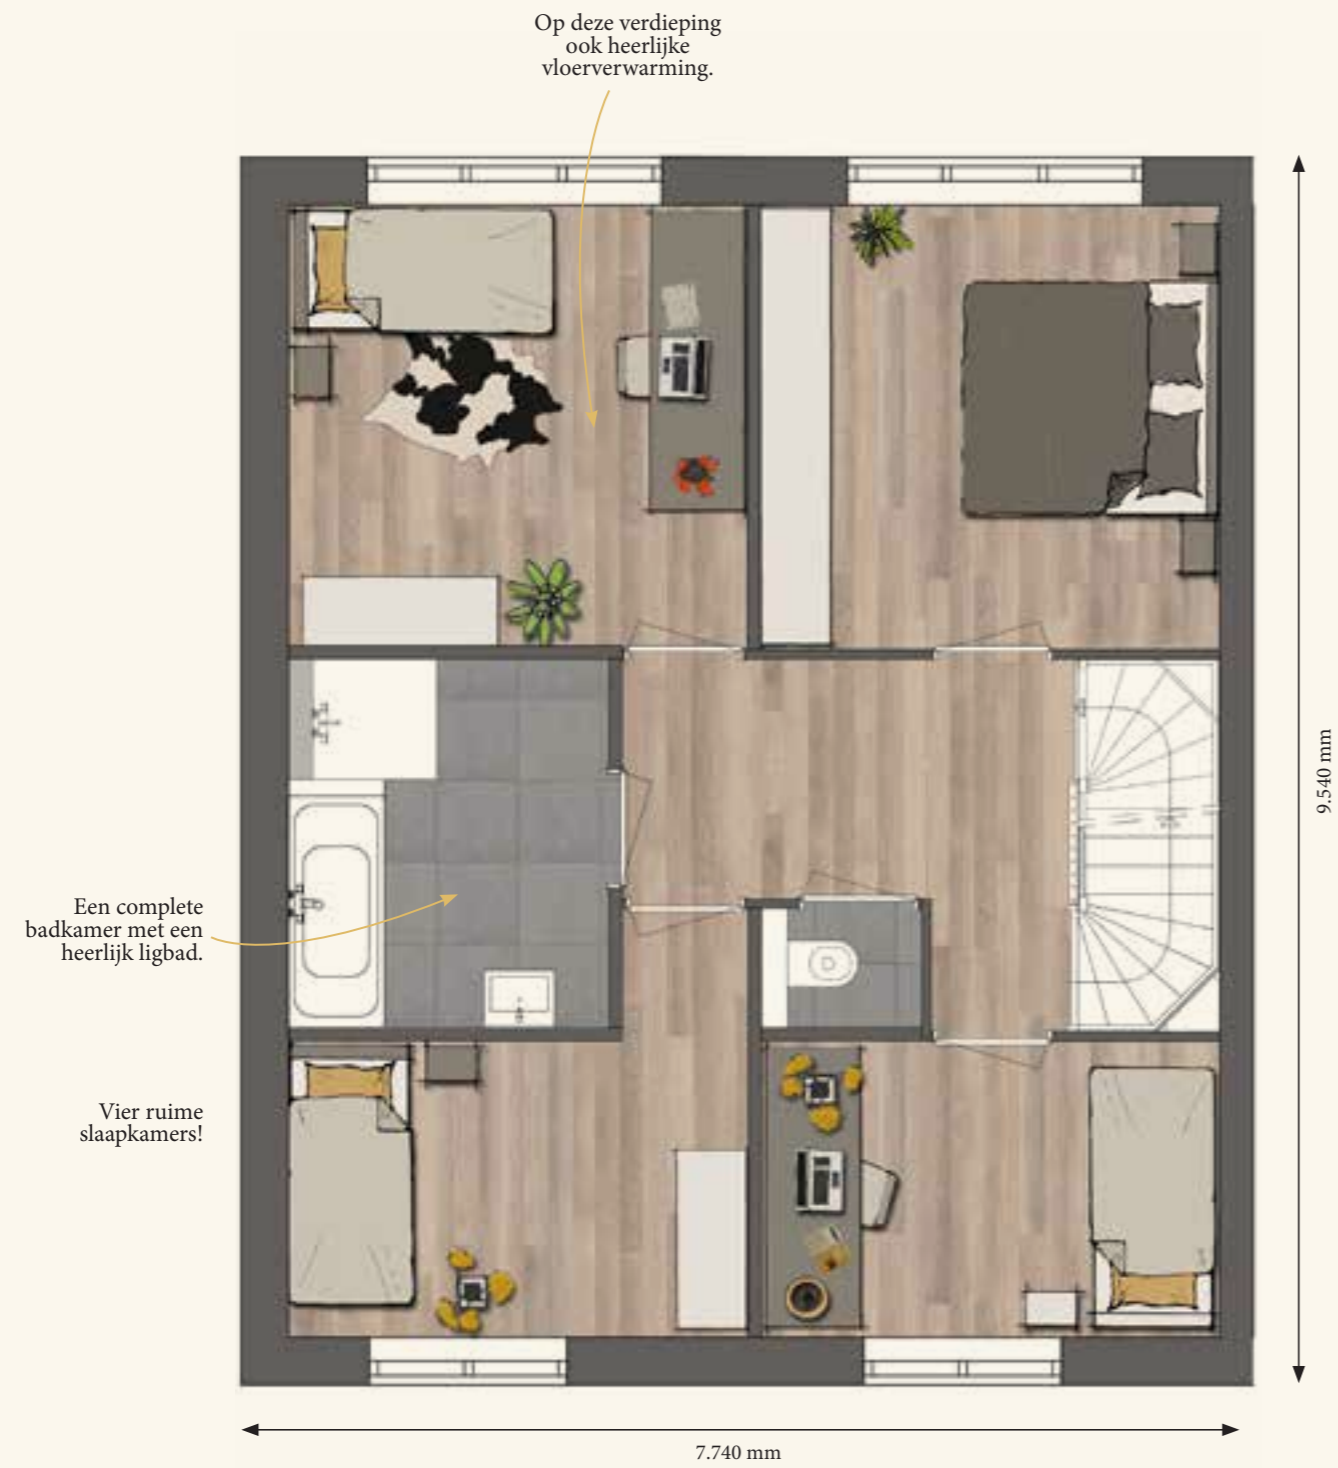 Op deze verdieping
ook heerlijke
vloerverwarming.
9.540 mm
Een complete
badkamer met een
heerlijk ligbad.
Vier ruime
slaapkamers!
7.740 mm